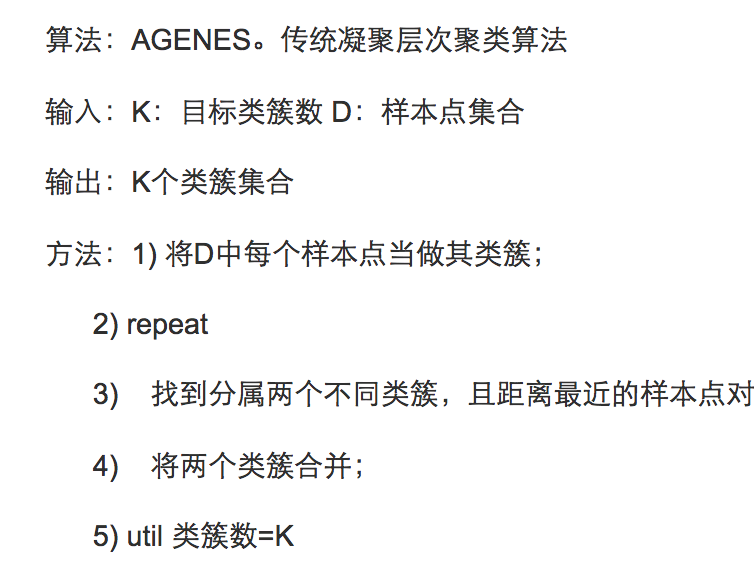 算法：AGENES。传统凝聚层次聚类算法
输入：K：目标类簇数 D：样本点集合
输出：K个类簇集合
方法：1) 将D中每个样本点当做其类簇；
2) repeat
3) 找到分属两个不同类簇，且距离最近的样本点对
4) 将两个类簇合并；
5) util 类簇数=K